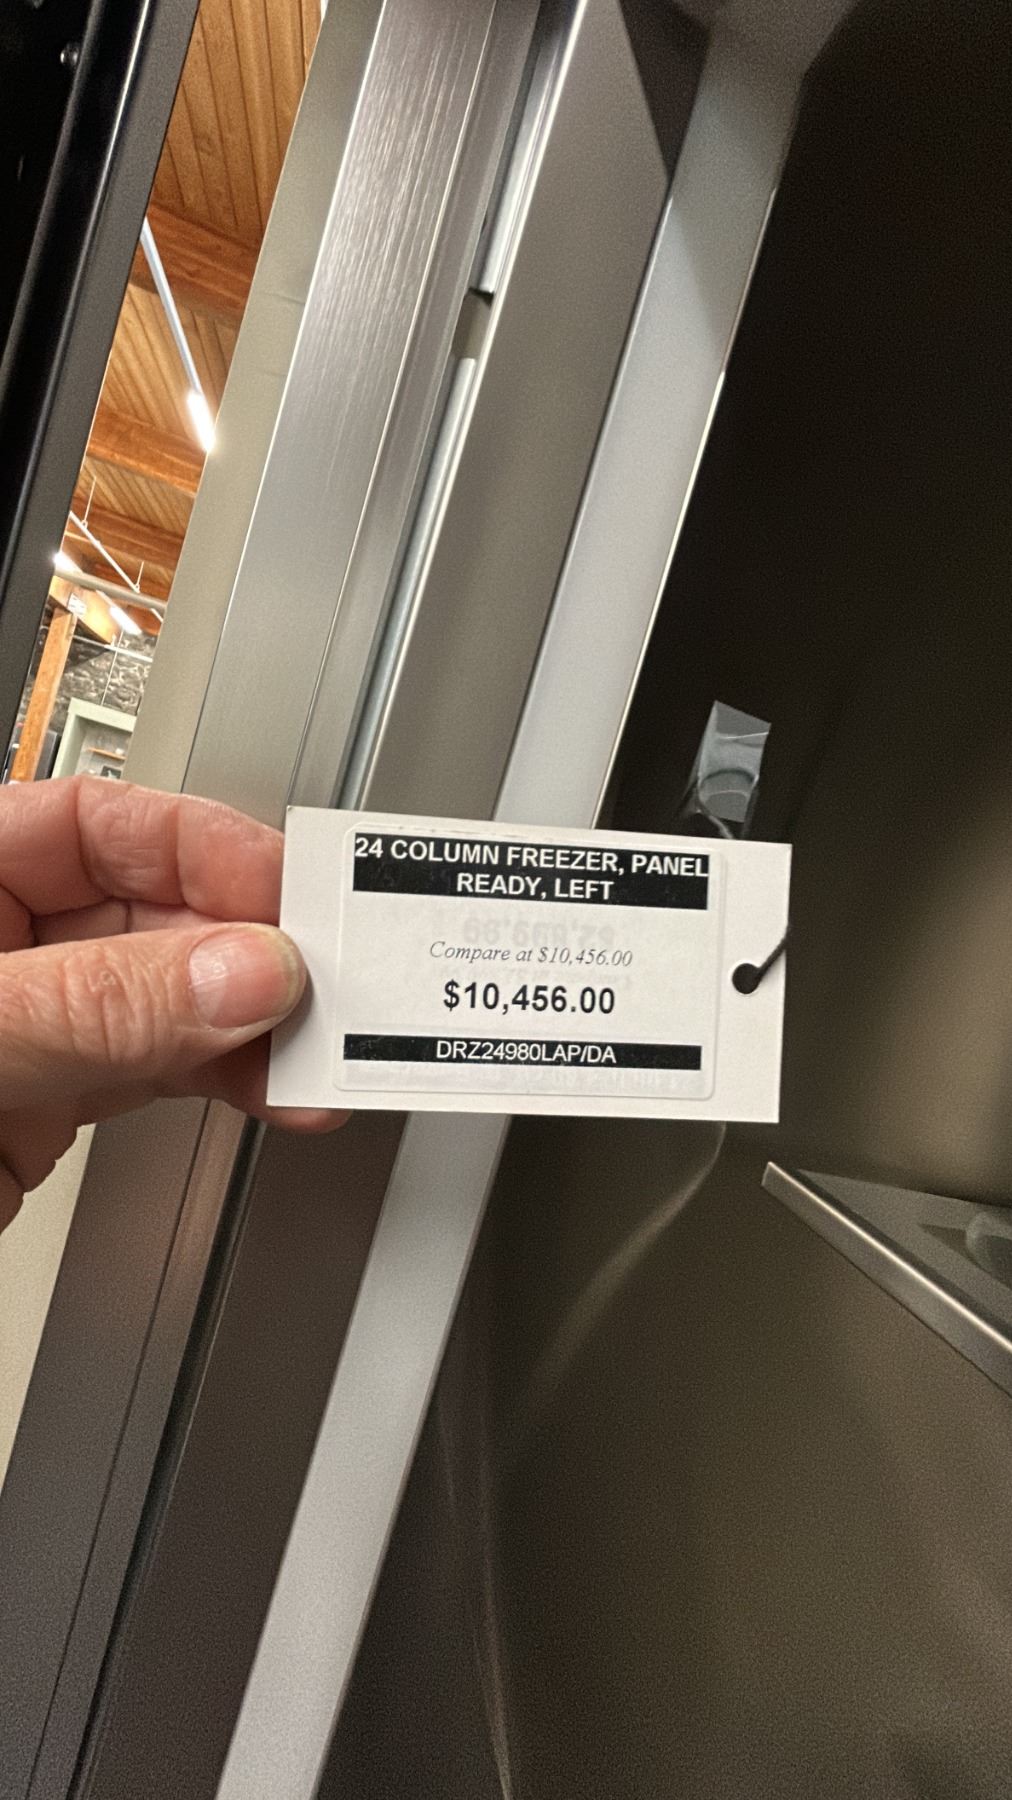 24 COLUMN FREEZER, PANEL
READY, LEFT
Compare at $10,456.00
$10,456.00
DRZ24980LAP/DA